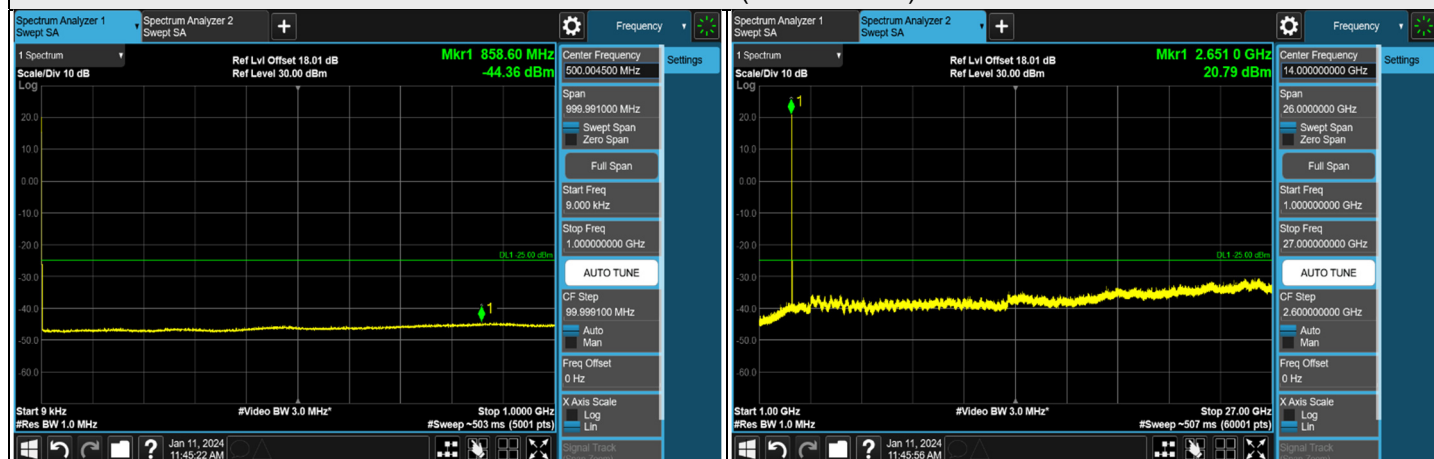 Spectrum Analyzer 1
Swept SA
Spectrum Analyzer 2
Swept SA
+
Frequency
1 Spectrum
Scale/Div 10 dB
Log
Ref Lvl Offset 18.01 dB
Ref Level 30.00 dBm
Mkr1 858.60 MHz
-44.36 dBm
20.0
10.0
0.00
-10.0
-20.0
-30.0
-40.0
-50.0
-60.0
DL1 -25.00 dBm
1
Start 9 kHz
#Res BW 1.0 MHz
#Video BW 3.0 MHz*
Stop 1.0000 GHz
#Sweep ~503 ms (5001 pts)
Center Frequency
500.004500 MHz
Settings
Span
999.991000 MHz
Swept Span
Zero Span
Full Span
Start Freq
9.000 kHz
Stop Freq
1.000000000 GHz
AUTO TUNE
CF Step
99.999100 MHz
Auto
Man
Freq Offset
0 Hz
X Axis Scale
Log
Lin
Signal Track
?
Jan 11, 2024
11:45:22 AM
Spectrum Analyzer 1
Swept SA
Spectrum Analyzer 2
Swept SA
+
Frequency
1 Spectrum
Scale/Div 10 dB
Log
Ref Lvl Offset 18.01 dB
Ref Level 30.00 dBm
Mkr1 2.651 0 GHz
20.79 dBm
1
20.0
10.0
0.00
-10.0
-20.0
-30.0
-40.0
-50.0
-60.0
DL1 -25.00 dBm
Start 1.00 GHz
#Res BW 1.0 MHz
#Video BW 3.0 MHz*
Stop 27.00 GHz
#Sweep ~507 ms (60001 pts)
Center Frequency
14.000000000 GHz
Settings
Span
26.0000000 GHz
Swept Span
Zero Span
Full Span
Start Freq
1.000000000 GHz
Stop Freq
27.000000000 GHz
AUTO TUNE
CF Step
2.600000000 GHz
Auto
Man
Freq Offset
0 Hz
X Axis Scale
Log
Lin
Signal Track
?
Jan 11, 2024
11:45:56 AM